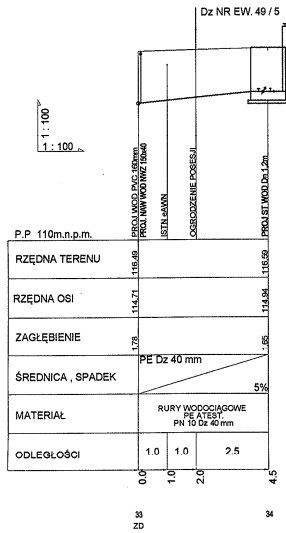 Dz NR EW. 49 / 5
1 : 100
1 : 100
PROJ WOD PVC 160mm
PROJ. NAW WOD NWZ 150x40
ISTN eAWN
OGRODZENIE POSESJI
PROJ ST WOD Dn 1,2m
P.P 110m.n.p.m.
RZĘDNA TERENU 116.49 116.59
RZĘDNA OSI 114.71 114.94
ZAGŁĘBIENIE 1.78 1.65
PE Dz 40 mm
ŚREDNICA , SPADEK 5%
MATERIAŁ
RURY WODOCIĄGOWE
PE ATEST.
PN 10 Dz 40 mm
ODLEGŁOŚCI 1.0 1.0 2.5
0.0 1.0 2.0 4.5
33 34
ZD